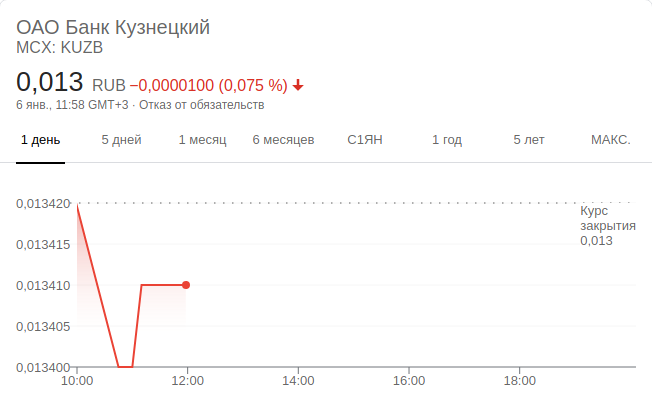 ОАО Банк Кузнецкий
MCX: KUZB
0,013 RUB −0,0000100 (0,075 %)
6 янв., 11:58 GMT+3 · Отказ от обязательств
1 день 5 дней 1 месяц 6 месяцев С1ЯН 1 год 5 лет МАКС.
0,013420
Курс
закрытия
0,013
0,013415
0,013410
0,013405
0,013400
10:00 12:00 14:00 16:00 18:00